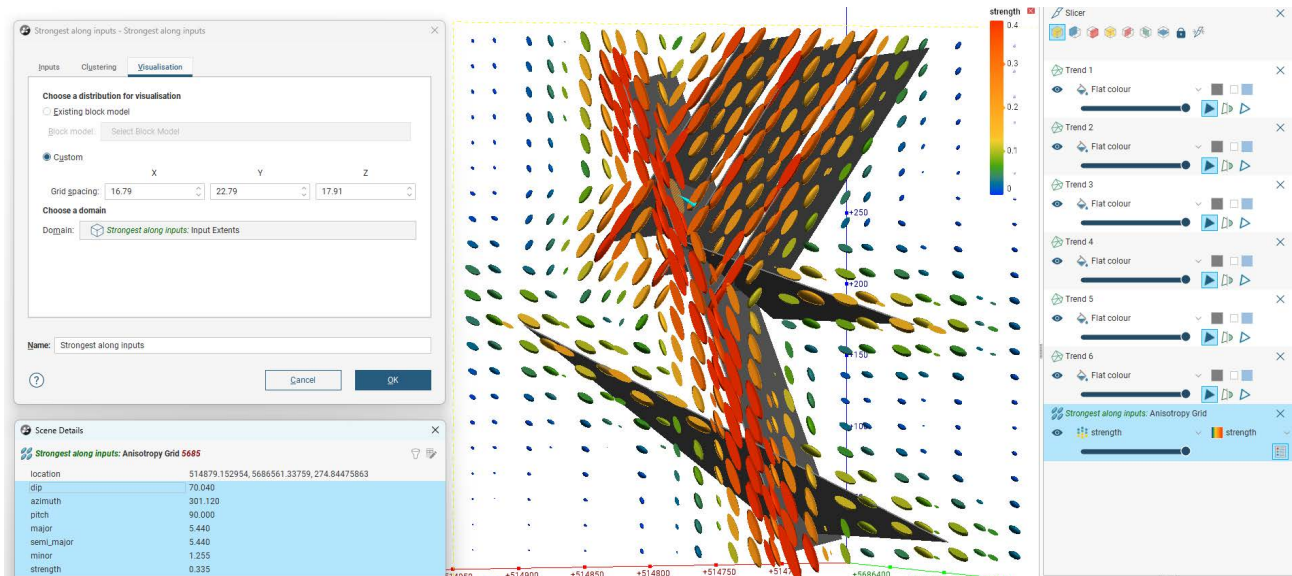 Strongest along inputs - Strongest along inputs
Inputs Clustering Visualisation
Choose a distribution for visualisation
Existing block model
Block model: Select Block Model
Custom
X Y Z
Grid spacing: 16.79 22.79 17.91
Choose a domain
Domain: Strongest along inputs: Input Extents
Name: Strongest along inputs
? Cancel OK
Scene Details
Strongest along inputs: Anisotropy Grid 5685
location 514879.152954, 5686561.33759, 274.84475863
dip 70.040
azimuth 301.120
pitch 90.000
major 5.440
semi_major 5.440
minor 1.255
strength 0.335
strength
0.4
0.3
0.2
0.1
0
+250
+200
+150
+100
+514900 +514850 +514800 +514750 +5686400
Slicer
Trend 1
Flat colour
Trend 2
Flat colour
Trend 3
Flat colour
Trend 4
Flat colour
Trend 5
Flat colour
Trend 6
Flat colour
Strongest along inputs: Anisotropy Grid
strength strength